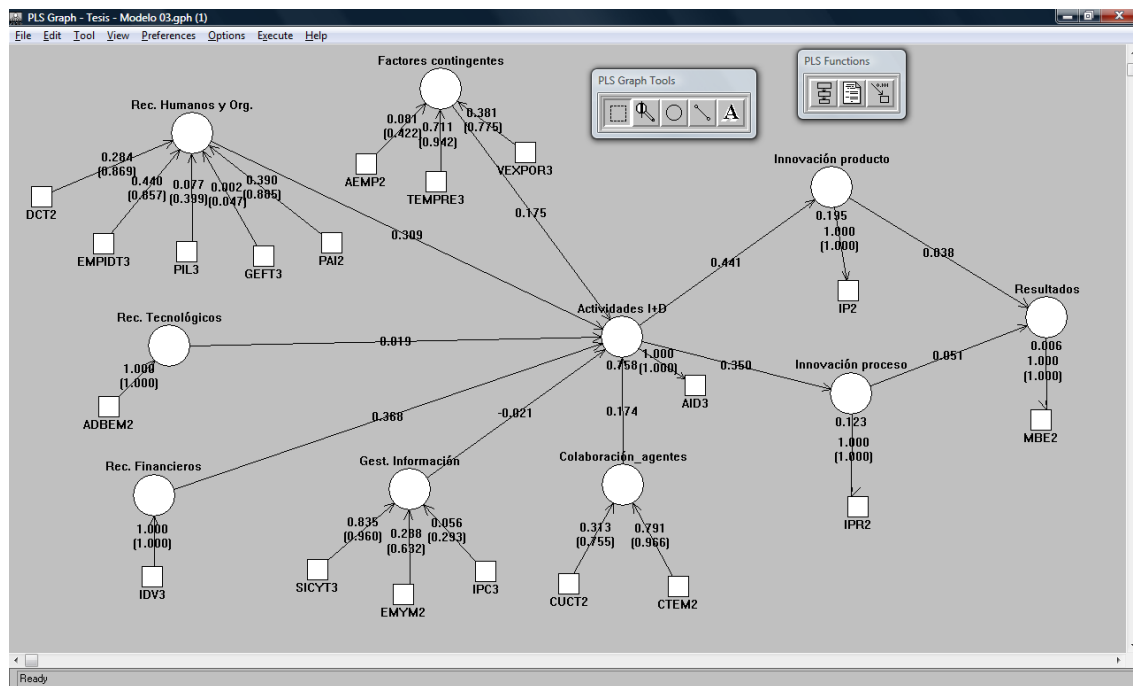 PLS Graph - Tesis - Modelo 03.gph (1)
File Edit Tool View Preferences Options Execute Help
Factores contingentes
PLS Graph Tools
A
PLS Functions
Rec. Humanos y Org.
0.081
(0.422)
0.711
(0.942)
0.381
(0.775)
AEMP2
TEMPRE3
VEXPOR3
0.284
(0.869)
0.440
(0.857)
0.077
(0.399)
0.002
(0.047)
0.390
(0.885)
DCT2
EMPIDT3
PIL3
GEFT3
PAI2
0.175
0.309
Innovación producto
0.195
1.000
(1.000)
IP2
0.441
0.038
Resultados
0.006
1.000
(1.000)
MBE2
Rec. Tecnológicos
1.000
(1.000)
ADBEM2
0.019
Actividades I+D
0.758
1.000
(1.000)
AID3
0.350
Innovación proceso
0.051
0.123
1.000
(1.000)
IPR2
0.368
-0.021
0.174
Rec. Financieros
1.000
(1.000)
IDV3
Gest. Información
0.835
(0.960)
0.288
(0.632)
0.056
(0.293)
SICYT3
EMYM2
IPC3
Colaboración_agentes
0.313
(0.755)
0.791
(0.966)
CUCT2
CTEM2
Ready